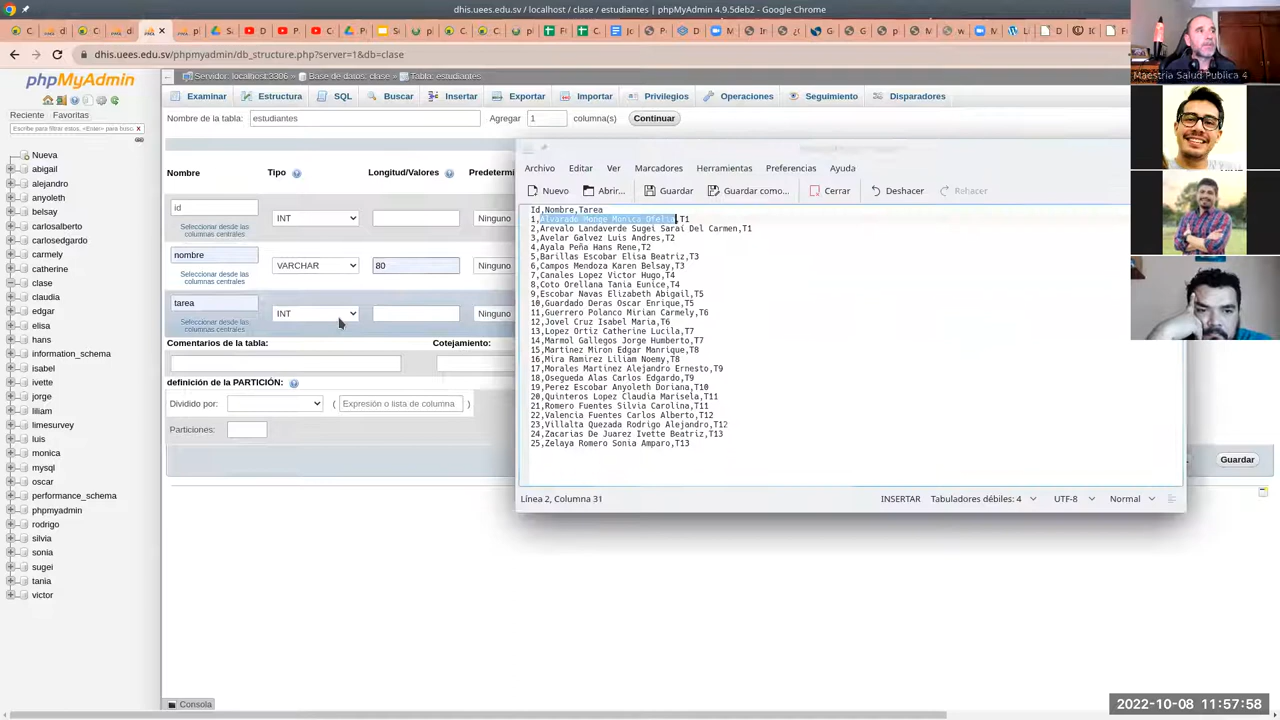 dhis.uees.edu.sv / localhost / clase / estudiantes | phpMyAdmin 4.9.5deb2 - Google Chrome
dhis.uees.edu.sv/phpmyadmin/db_structure.php?server=1&db=clase
phpMyAdmin
Reciente Favoritas
Escribe para filtrar estos, <Enter> para busc X
Nueva
abigail
alejandro
anyoleth
belsay
carlosalberto
carlosedgardo
carmely
catherine
clase
claudia
edgar
elisa
hans
information_schema
isabel
ivette
jorge
liliam
limesurvey
luis
monica
mysql
oscar
performance_schema
phpmyadmin
rodrigo
silvia
sonia
sugei
tania
victor
Servidor: localhost:3306 » Base de datos: clase » Tabla: estudiantes
Examinar Estructura SQL Buscar Insertar Exportar Importar Privilegios Operaciones Seguimiento Disparadores
Nombre de la tabla: estudiantes Agregar 1 columna(s) Continuar
Nombre Tipo Longitud/Valores Predetermi
id INT Ninguno
Seleccionar desde las
columnas centrales
nombre VARCHAR 80 Ninguno
Seleccionar desde las
columnas centrales
tarea INT Ninguno
Seleccionar desde las
columnas centrales
Comentarios de la tabla: Cotejamiento:
definición de la PARTICIÓN:
Dividido por: ( Expresión o lista de columna )
Particiones:
Guardar
Consola
Archivo Editar Ver Marcadores Herramientas Preferencias Ayuda
Nuevo Abrir... Guardar Guardar como... Cerrar Deshacer Rehacer
Id,Nombre,Tarea
1,Alvarado Monge Monica Ofelia,T1
2,Arevalo Landaverde Sugei Saraí Del Carmen,T1
3,Avelar Galvez Luis Andres,T2
4,Ayala Peña Hans Rene,T2
5,Barillas Escobar Elisa Beatriz,T3
6,Campos Mendoza Karen Belsay,T3
7,Canales Lopez Victor Hugo,T4
8,Coto Orellana Tania Eunice,T4
9,Escobar Navas Elizabeth Abigail,T5
10,Guardado Deras Oscar Enrique,T5
11,Guerrero Polanco Mirian Carmely,T6
12,Jovel Cruz Isabel Maria,T6
13,Lopez Ortiz Catherine Lucila,T7
14,Marmol Gallegos Jorge Humberto,T7
15,Martinez Miron Edgar Manrique,T8
16,Mira Ramirez Liliam Noemy,T8
17,Morales Martinez Alejandro Ernesto,T9
18,Osegueda Alas Carlos Edgardo,T9
19,Perez Escobar Anyoleth Doriana,T10
20,Quinteros Lopez Claudia Marisela,T11
21,Romero Fuentes Silvia Carolina,T11
22,Valencia Fuentes Carlos Alberto,T12
23,Villalta Quezada Rodrigo Alejandro,T12
24,Zacarias De Juarez Ivette Beatriz,T13
25,Zelaya Romero Sonia Amparo,T13
Línea 2, Columna 31 INSERTAR Tabuladores débiles: 4 UTF-8 Normal
Maestria Salud Publica 4
2022-10-08 11:57:58